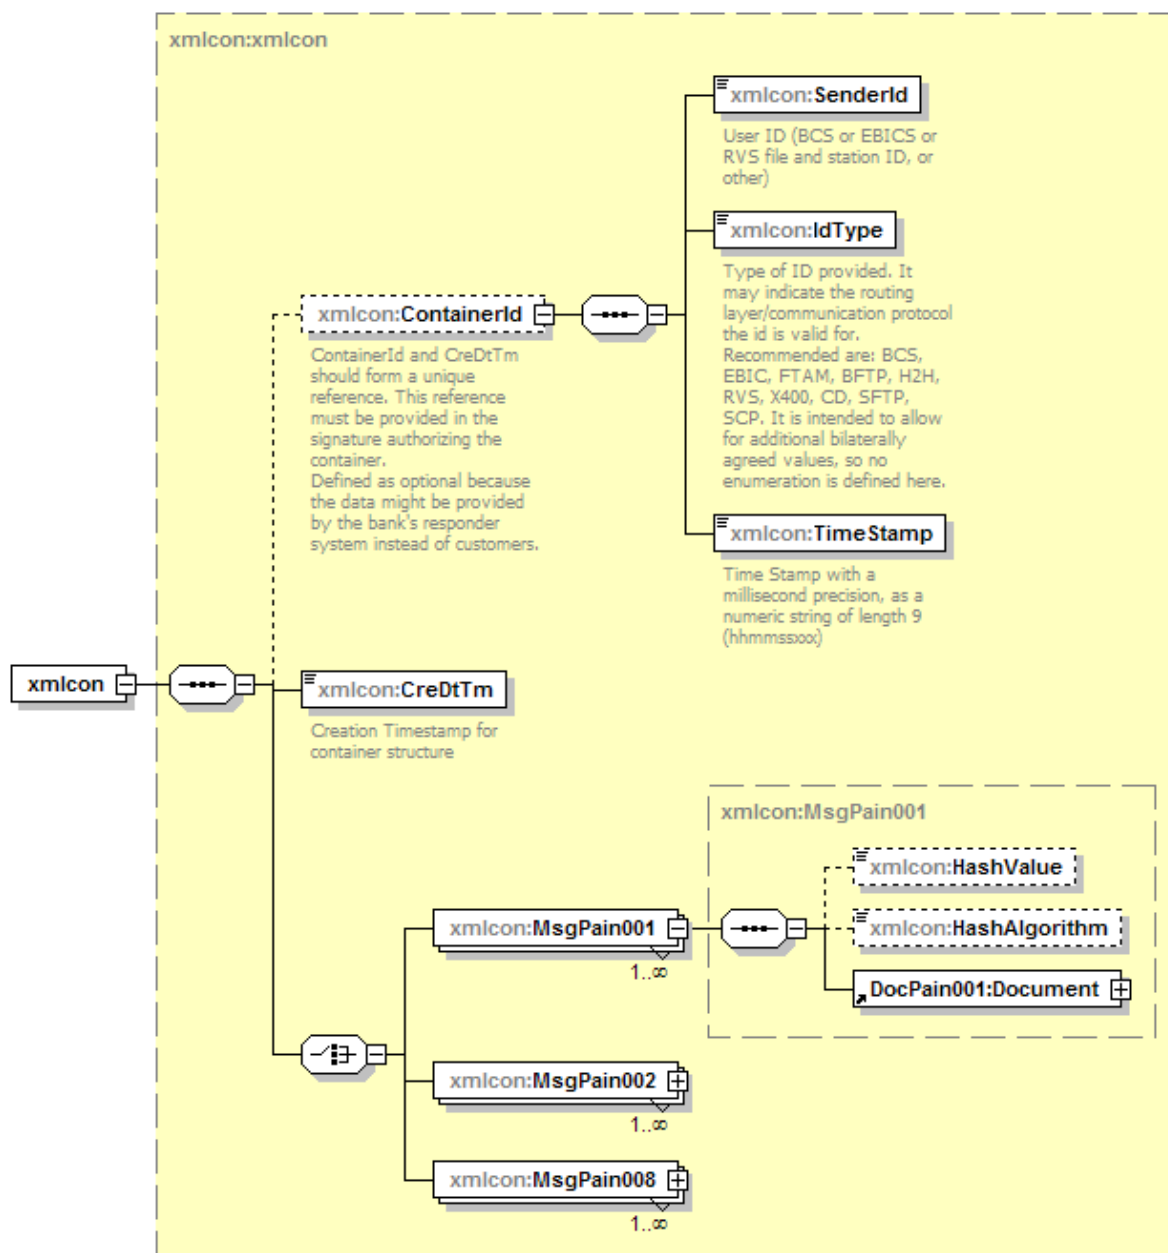 xmlcon:xmlcon
xmlcon:SenderId
User ID (BCS or EBICS or
RVS file and station ID, or
other)
xmlcon:IdType
Type of ID provided. It
may indicate the routing
layer/communication protocol
the id is valid for.
Recommended are: BCS,
EBIC, FTAM, BFTP, H2H,
RVS, X400, CD, SFTP,
SCP. It is intended to allow
for additional bilaterally
agreed values, so no
enumeration is defined here.
xmlcon:ContainerId
ContainerId and CreDtTm
should form a unique
reference. This reference
must be provided in the
signature authorizing the
container.
Defined as optional because
the data might be provided
by the bank's responder
system instead of customers.
xmlcon:TimeStamp
Time Stamp with a
millisecond precision, as a
numeric string of length 9
(hhmmssxxx)
xmlcon
xmlcon:CreDtTm
Creation Timestamp for
container structure
xmlcon:MsgPain001
xmlcon:HashValue
xmlcon:MsgPain001
1..∞
xmlcon:HashAlgorithm
DocPain001:Document
xmlcon:MsgPain002
1..∞
xmlcon:MsgPain008
1..∞